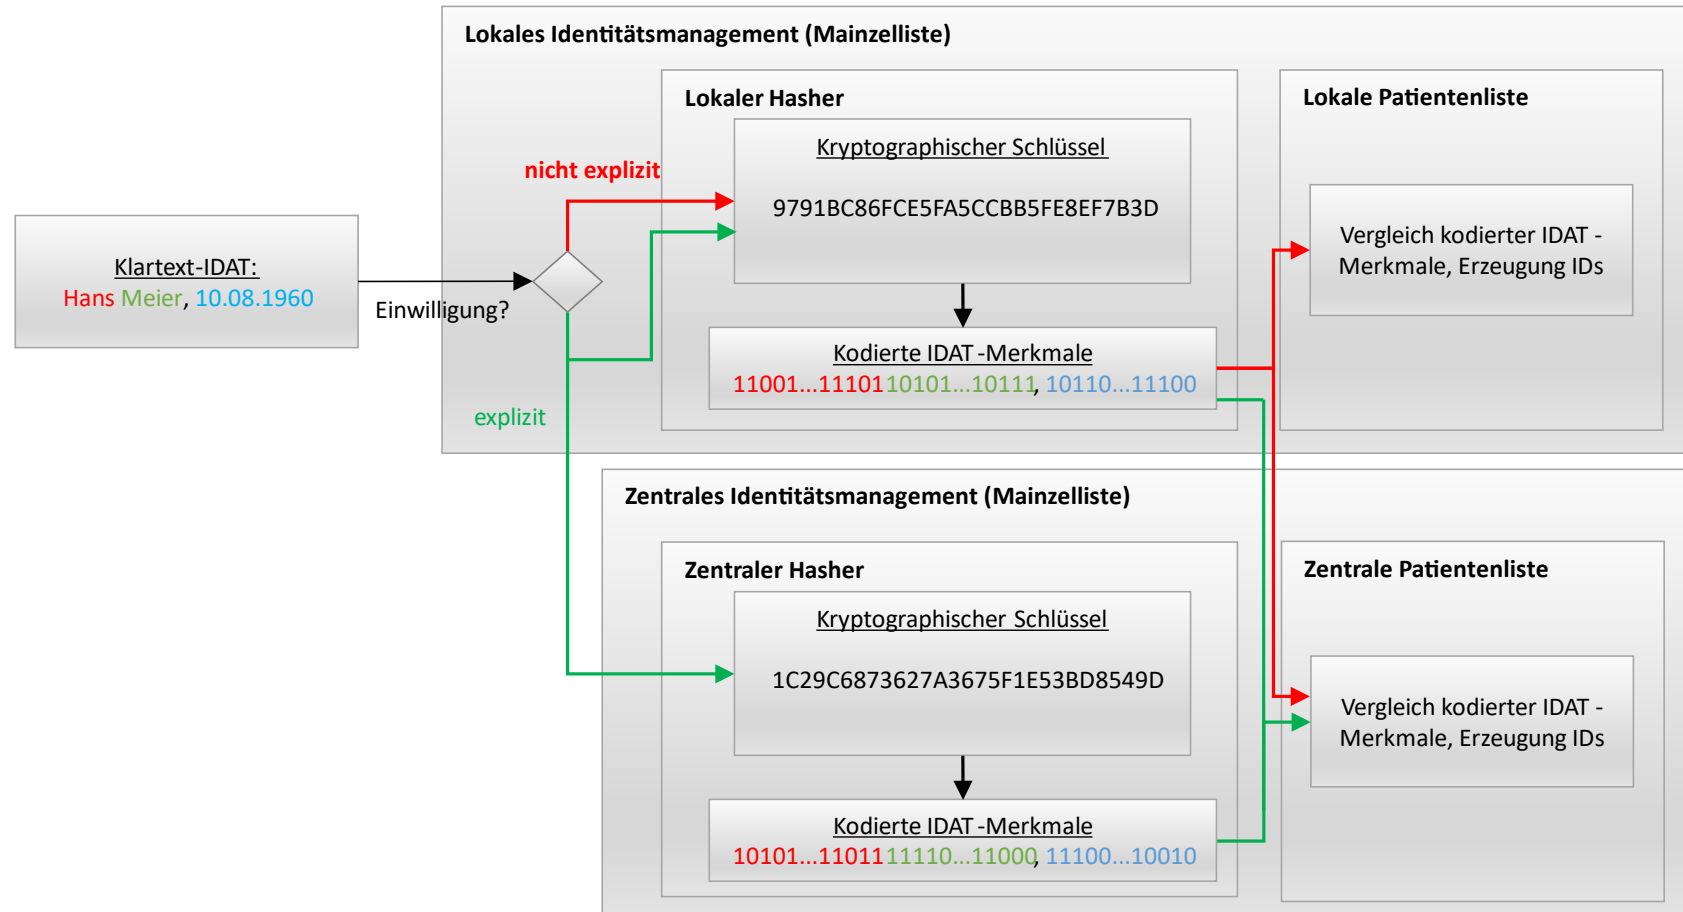 Lokales Identitätsmanagement (Mainzelliste)
Lokaler Hasher
Lokale Patientenliste
Kryptographischer Schlüssel
nicht explizit
9791BC86FCE5FA5CCBB5FE8EF7B3D
Vergleich kodierter IDAT -
Merkmale, Erzeugung IDs
Klartext-IDAT:
Hans Meier, 10.08.1960
Einwilligung?
Kodierte IDAT -Merkmale
11001...11101 10101...10111, 10110...11100
explizit
Zentrales Identitätsmanagement (Mainzelliste)
Zentraler Hasher
Zentrale Patientenliste
Kryptographischer Schlüssel
1C29C6873627A3675F1E53BD8549D
Vergleich kodierter IDAT -
Merkmale, Erzeugung IDs
Kodierte IDAT -Merkmale
10101...11011 11110...11000, 11100...10010